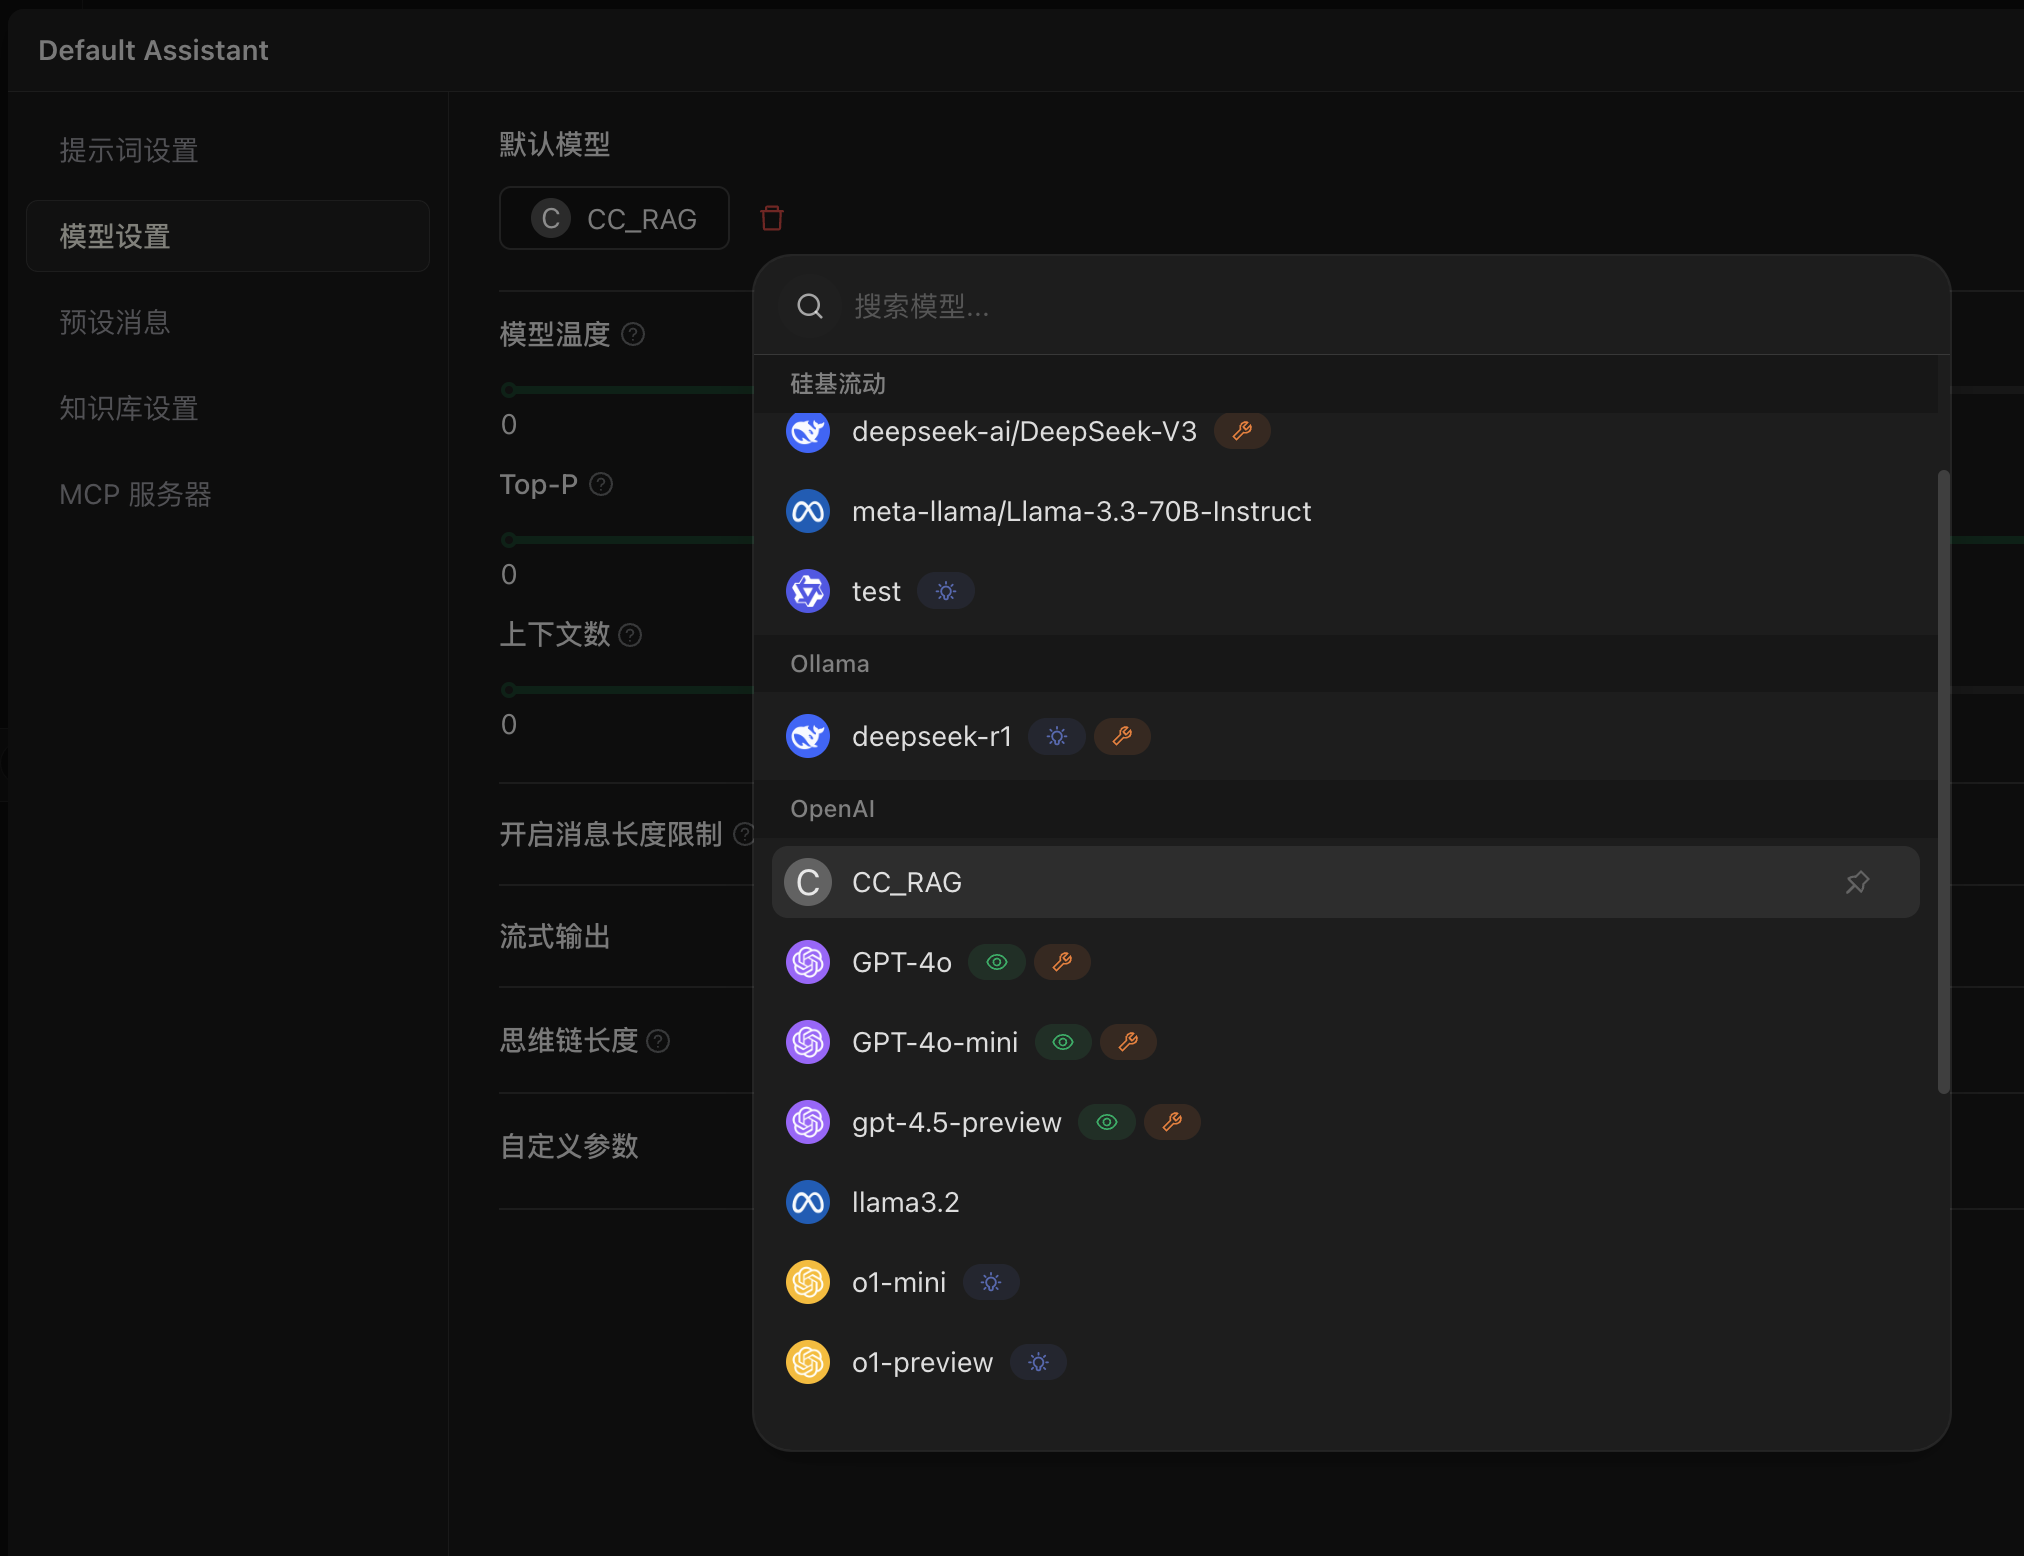 Default Assistant
提示词设置
模型设置
预设消息
知识库设置
MCP 服务器
默认模型
C CC_RAG
模型温度
0
Top-P
0
上下文数
0
开启消息长度限制
流式输出
思维链长度
自定义参数
搜索模型...
硅基流动
deepseek-ai/DeepSeek-V3
meta-llama/Llama-3.3-70B-Instruct
test
Ollama
deepseek-r1
OpenAI
C CC_RAG
GPT-4o
GPT-4o-mini
gpt-4.5-preview
llama3.2
o1-mini
o1-preview